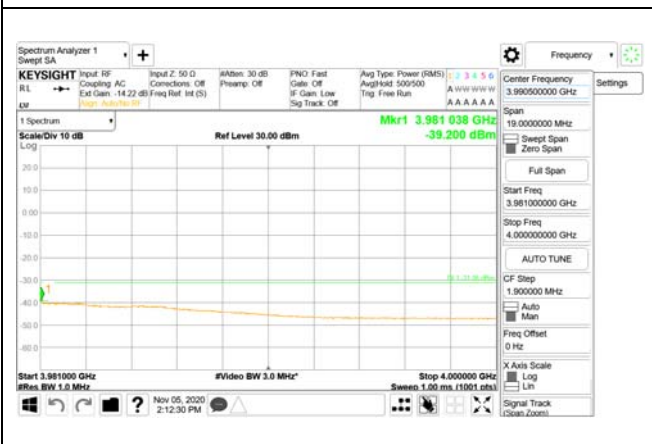 Spectrum Analyzer 1
Swept SA
+
Frequency
KEYSIGHT
RL
Input: RF
Coupling: AC
Ext Gain: -14.22 dB
Align: Auto/No RF
Input Z: 50 Ω
Corrections: Off
Freq Ref: Int (S)
#Atten: 30 dB
Preamp: Off
PNO: Fast
Gate: Off
IF Gain: Low
Sig Track: Off
Avg Type: Power (RMS)
Avg|Hold: 500/500
Trig: Free Run
1 2 3 4 5 6
A W W W W W
A A A A A A
1 Spectrum
Scale/Div 10 dB
Log
Ref Level 30.00 dBm
Mkr1 3.981 038 GHz
-39.200 dBm
20.0
10.0
0.00
-10.0
-20.0
-30.0
-40.0
-50.0
-60.0
1
Start 3.981000 GHz
#Res BW 1.0 MHz
#Video BW 3.0 MHz*
Stop 4.000000 GHz
Sweep 1.00 ms (1001 pts)
Nov 05, 2020
2:12:30 PM
?
Center Frequency
3.990500000 GHz
Settings
Span
19.0000000 MHz
Swept Span
Zero Span
Full Span
Start Freq
3.981000000 GHz
Stop Freq
4.000000000 GHz
AUTO TUNE
CF Step
1.900000 MHz
Auto
Man
Freq Offset
0 Hz
X Axis Scale
Log
Lin
Signal Track
(Span Zoom)